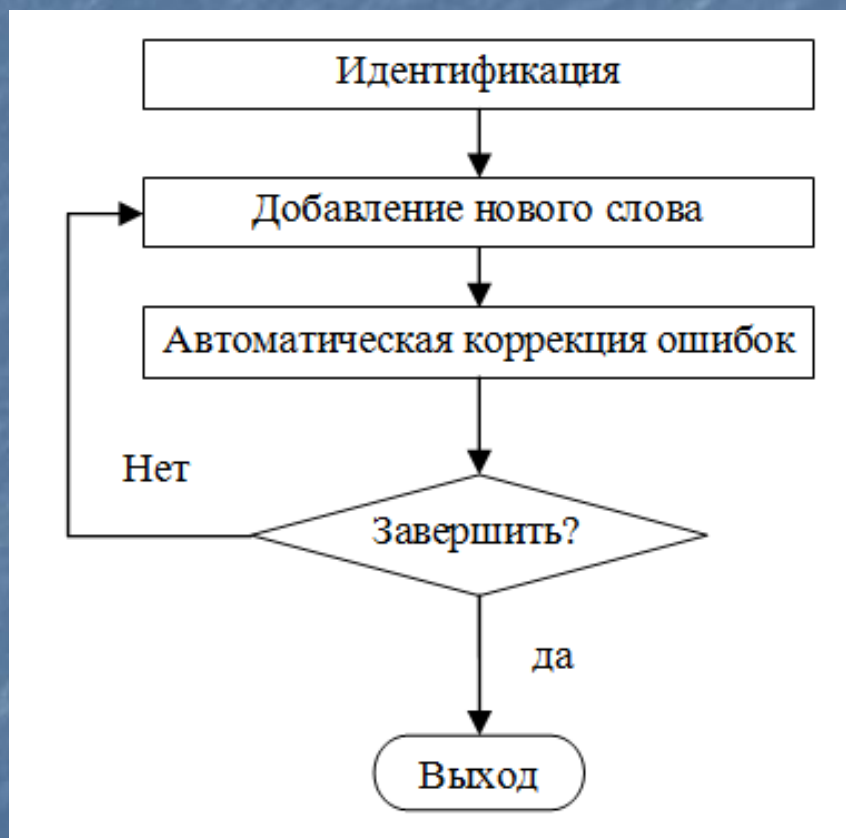 Идентификация
Добавление нового слова
Автоматическая коррекция ошибок
Нет
Завершить?
да
Выход